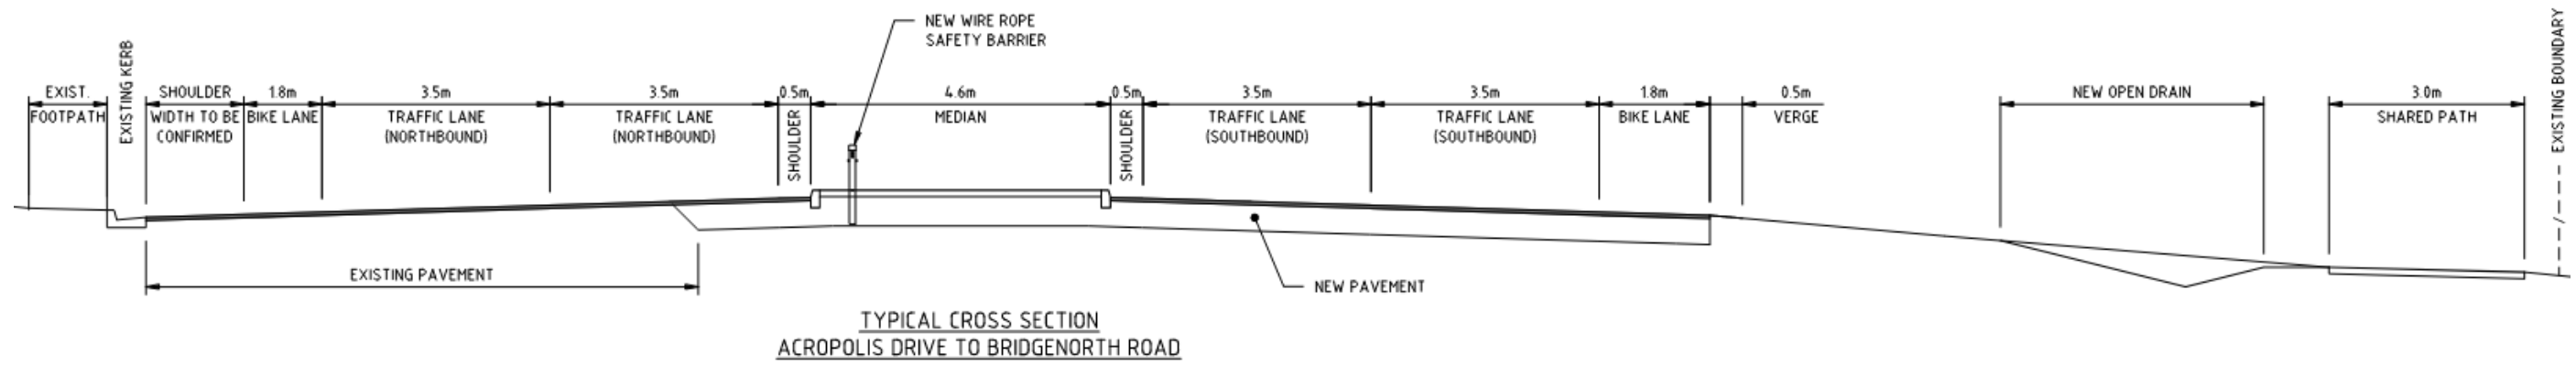 NEW WIRE ROPE
SAFETY BARRIER
EXIST.
FOOTPATH
EXISTING KERB
SHOULDER
WIDTH TO BE
CONFIRMED
1.8m
BIKE LANE
3.5m
TRAFFIC LANE
(NORTHBOUND)
3.5m
TRAFFIC LANE
(NORTHBOUND)
0.5m
SHOULDER
4.6m
MEDIAN
0.5m
SHOULDER
3.5m
TRAFFIC LANE
(SOUTHBOUND)
3.5m
TRAFFIC LANE
(SOUTHBOUND)
1.8m
BIKE LANE
0.5m
VERGE
NEW OPEN DRAIN
3.0m
SHARED PATH
EXISTING BOUNDARY
EXISTING PAVEMENT
NEW PAVEMENT
TYPICAL CROSS SECTION
ACROPOLIS DRIVE TO BRIDGENORTH ROAD